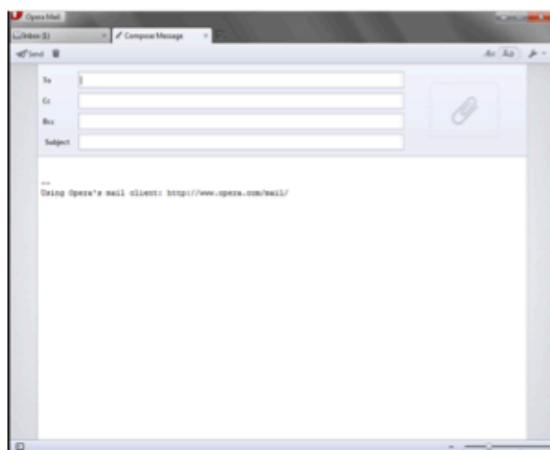 Opera Mail
Inbox (1)
Compose Message
Send
To
Cc
Bcc
Subject
--
Using Opera's mail client: http://www.opera.com/mail/